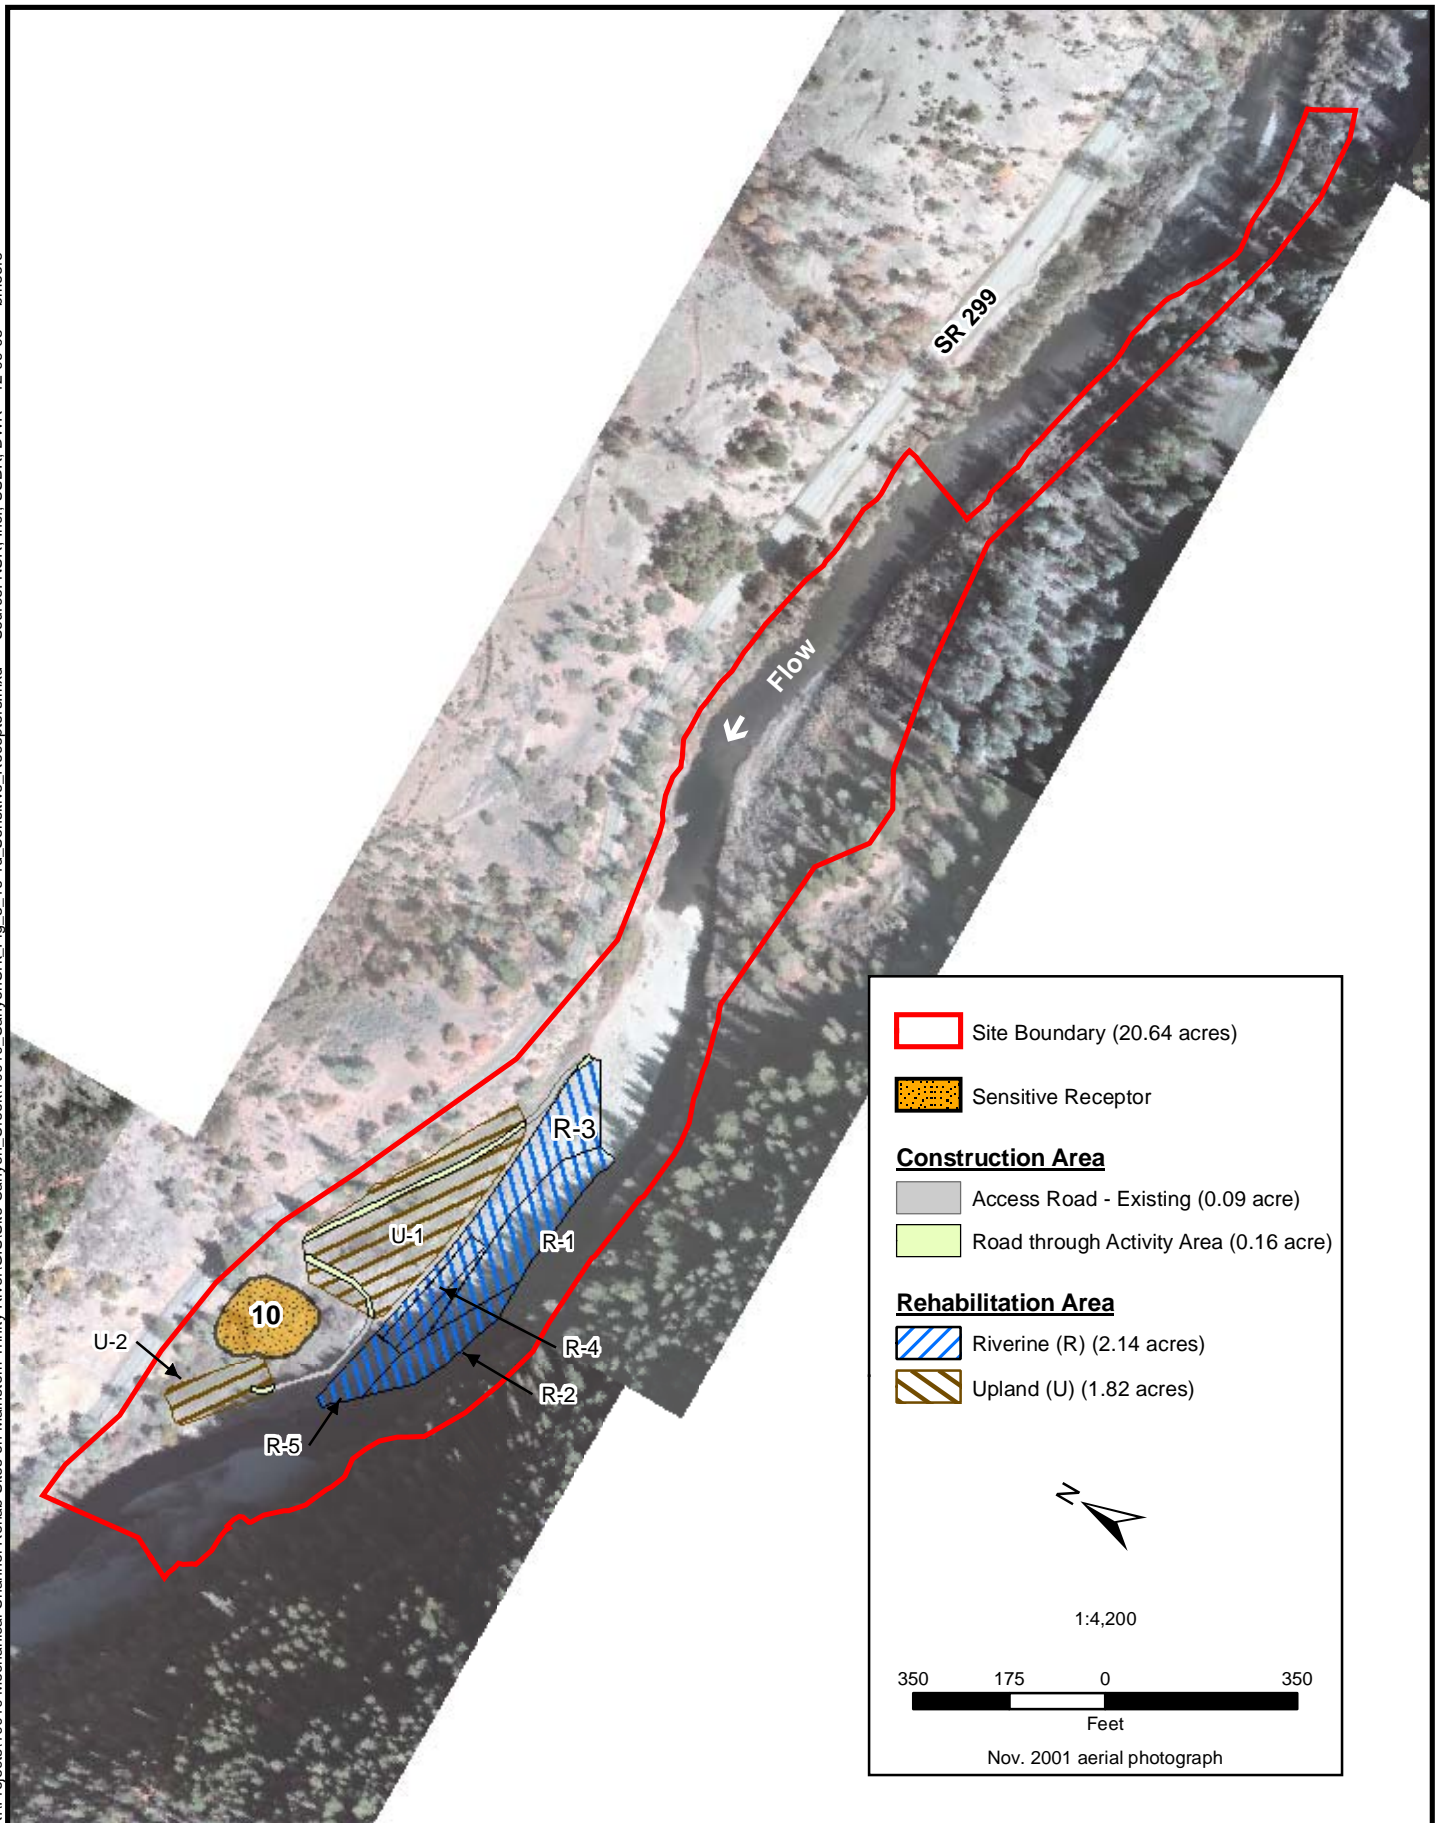 SR 299
Flow
R-3
U-1
R-1
10
U-2
R-4
R-2
R-5
Site Boundary (20.64 acres)
Sensitive Receptor
Construction Area
Access Road - Existing (0.09 acre)
Road through Activity Area (0.16 acre)
Rehabilitation Area
Riverine (R) (2.14 acres)
Upland (U) (1.82 acres)
N
1:4,200
350 175 0 350
Feet
Nov. 2001 aerial photograph